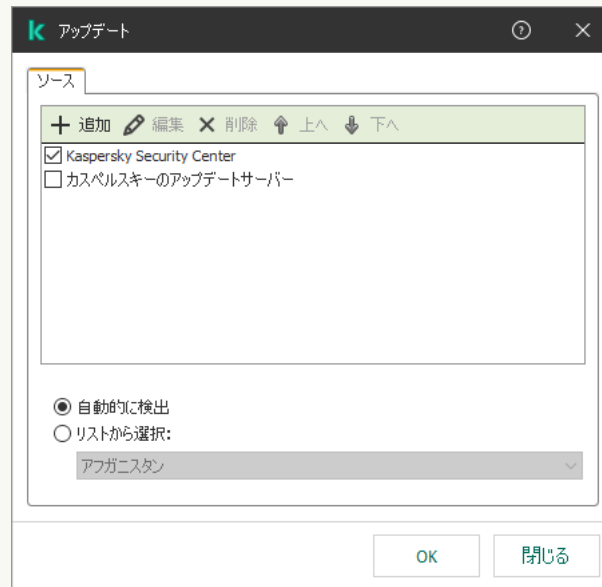 アップデート
ソース
追加 編集 削除 上へ 下へ
Kaspersky Security Center
カスペルスキーのアップデートサーバー
自動的に検出
リストから選択:
アフガニスタン
OK 閉じる